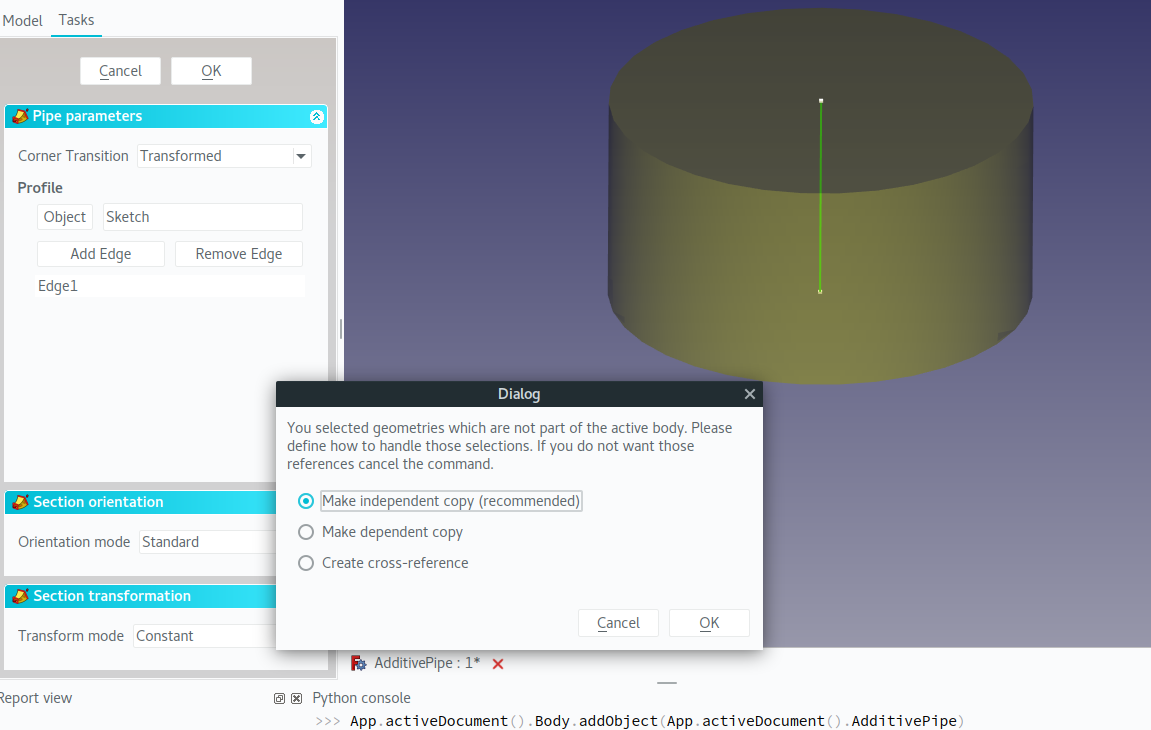 Model Tasks
Cancel OK
Pipe parameters
Corner Transition Transformed
Profile
Object Sketch
Add Edge Remove Edge
Edge1
Dialog
You selected geometries which are not part of the active body. Please
define how to handle those selections. If you do not want those
references cancel the command.
Make independent copy (recommended)
Make dependent copy
Create cross-reference
Cancel OK
Section orientation
Orientation mode Standard
Section transformation
Transform mode Constant
AdditivePipe : 1*
Report view
Python console
>>> App.activeDocument().Body.addObject(App.activeDocument().AdditivePipe)